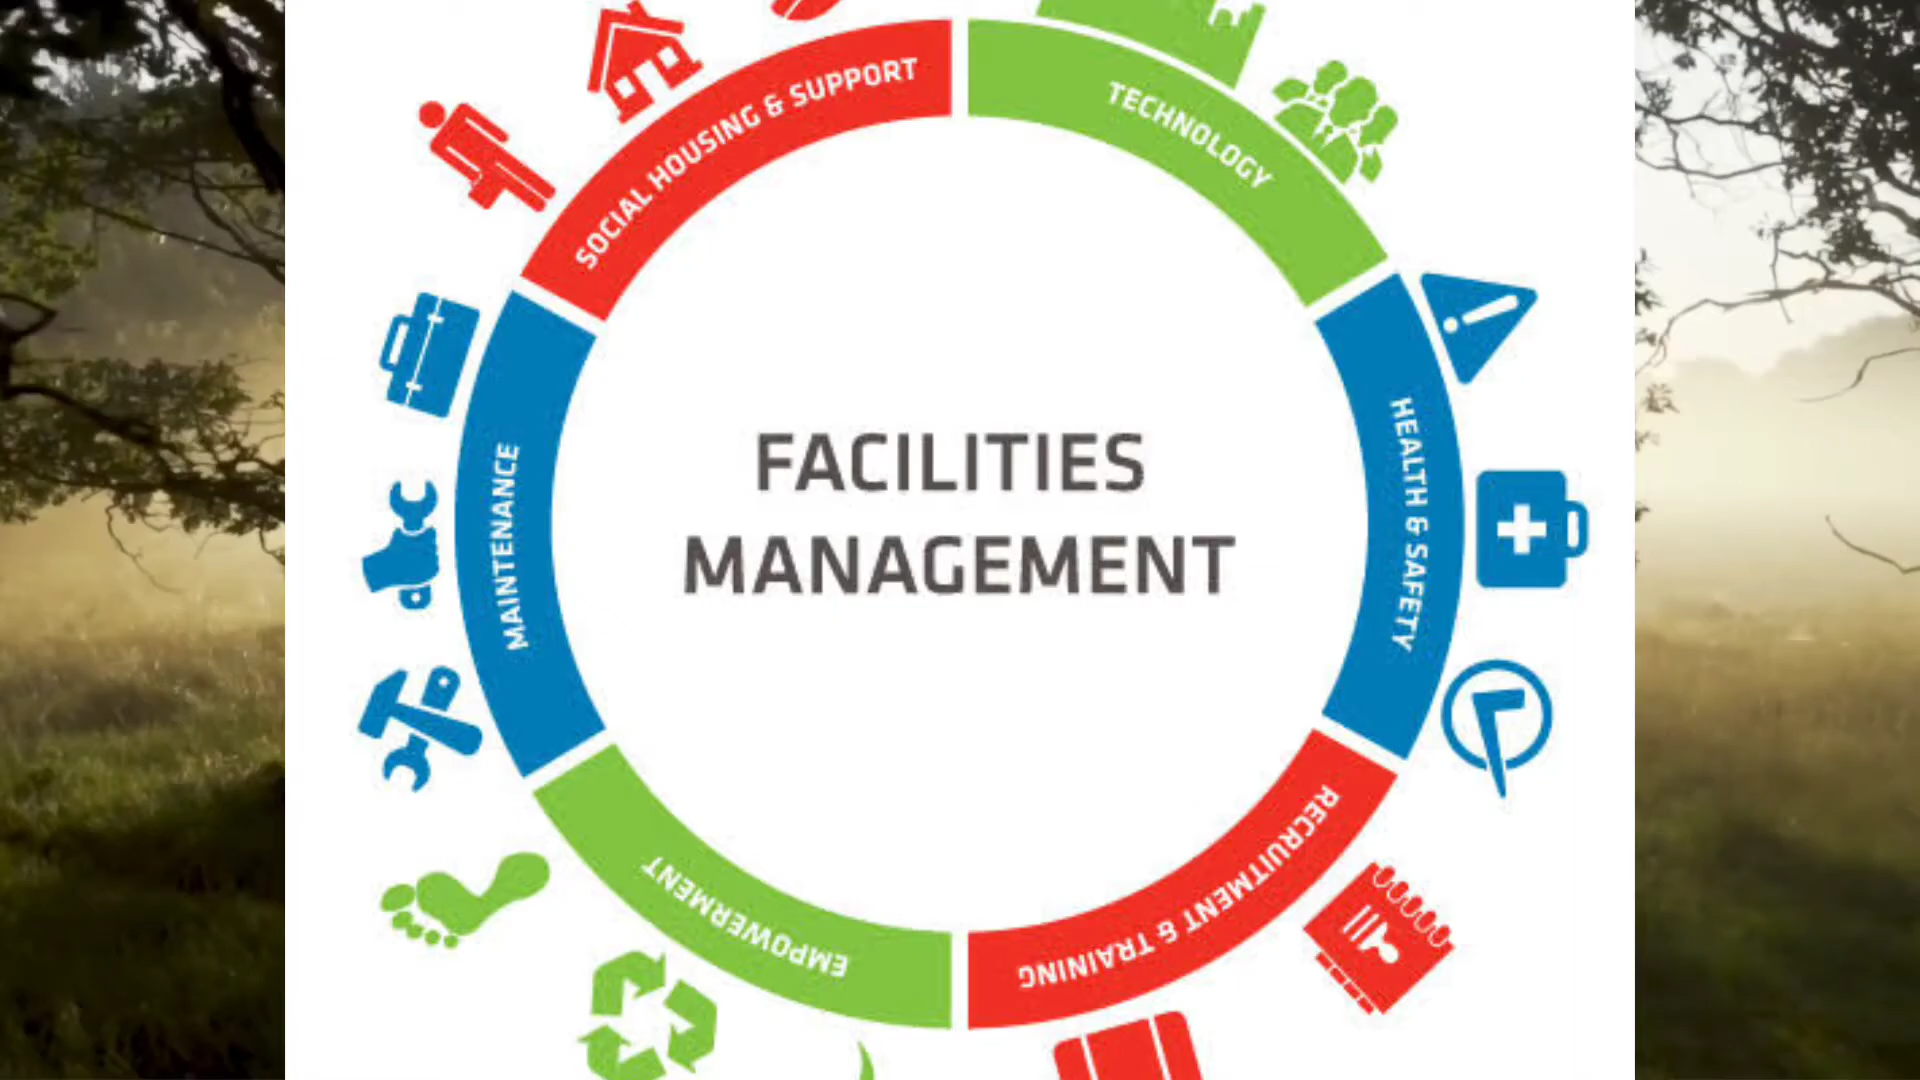 FACILITIES
MANAGEMENT
TECHNOLOGY
HEALTH & SAFETY
RECRUITMENT & TRAINING
EMPOWERMENT
MAINTENANCE
SOCIAL HOUSING & SUPPORT